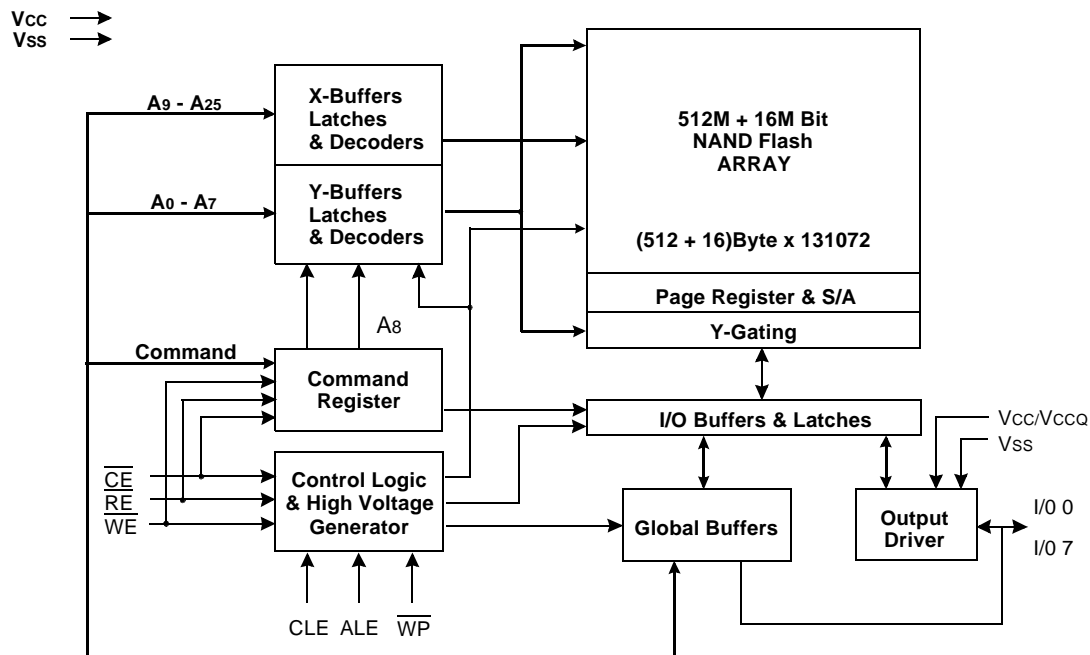 VCC
VSS
A9 - A25
X-Buffers
Latches
& Decoders
A0 - A7
Y-Buffers
Latches
& Decoders
512M + 16M Bit
NAND Flash
ARRAY
(512 + 16)Byte x 131072
Page Register & S/A
Y-Gating
A8
Command
Command
Register
I/O Buffers & Latches
VCC/VCCQ
VSS
CE
RE
WE
Control Logic
& High Voltage
Generator
Global Buffers
Output
Driver
I/0 0
I/0 7
CLE
ALE
WP